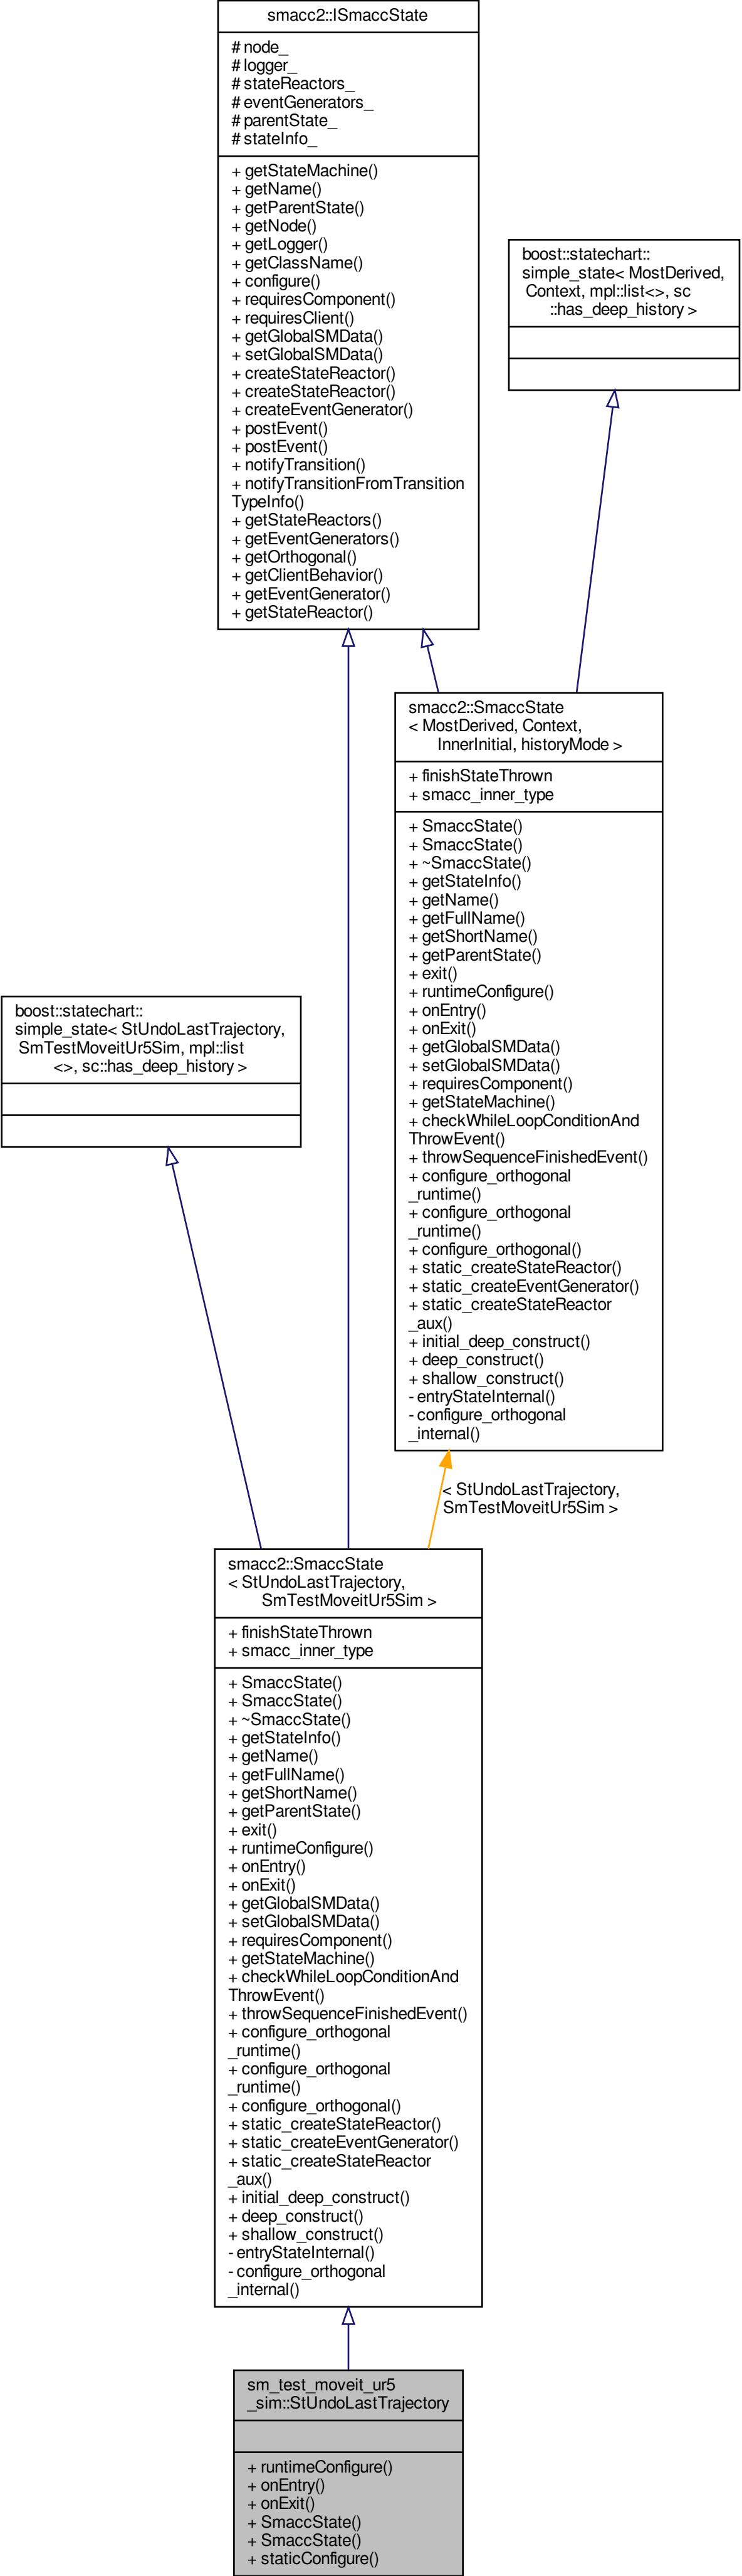 smacc2::ISmaccState
# node_
# logger_
# stateReactors_
# eventGenerators_
# parentState_
# stateInfo_
+ getStateMachine()
+ getName()
+ getParentState()
+ getNode()
+ getLogger()
+ getClassName()
+ configure()
+ requiresComponent()
+ requiresClient()
+ getGlobalSMData()
+ setGlobalSMData()
+ createStateReactor()
+ createStateReactor()
+ createEventGenerator()
+ postEvent()
+ postEvent()
+ notifyTransition()
+ notifyTransitionFromTransition
TypeInfo()
+ getStateReactors()
+ getEventGenerators()
+ getOrthogonal()
+ getClientBehavior()
+ getEventGenerator()
+ getStateReactor()
boost::statechart::
simple_state< MostDerived,
Context, mpl::list<>, sc
::has_deep_history >
smacc2::SmaccState
< MostDerived, Context,
InnerInitial, historyMode >
+ finishStateThrown
+ smacc_inner_type
+ SmaccState()
+ SmaccState()
+ ~SmaccState()
+ getStateInfo()
+ getName()
+ getFullName()
+ getShortName()
+ getParentState()
+ exit()
+ runtimeConfigure()
+ onEntry()
+ onExit()
+ getGlobalSMData()
+ setGlobalSMData()
+ requiresComponent()
+ getStateMachine()
+ checkWhileLoopConditionAnd
ThrowEvent()
+ throwSequenceFinishedEvent()
+ configure_orthogonal
_runtime()
+ configure_orthogonal
_runtime()
+ configure_orthogonal()
+ static_createStateReactor()
+ static_createEventGenerator()
+ static_createStateReactor
_aux()
+ initial_deep_construct()
+ deep_construct()
+ shallow_construct()
- entryStateInternal()
- configure_orthogonal
_internal()
boost::statechart::
simple_state< StUndoLastTrajectory,
SmTestMoveitUr5Sim, mpl::list
<>, sc::has_deep_history >
< StUndoLastTrajectory,
SmTestMoveitUr5Sim >
smacc2::SmaccState
< StUndoLastTrajectory,
SmTestMoveitUr5Sim >
+ finishStateThrown
+ smacc_inner_type
+ SmaccState()
+ SmaccState()
+ ~SmaccState()
+ getStateInfo()
+ getName()
+ getFullName()
+ getShortName()
+ getParentState()
+ exit()
+ runtimeConfigure()
+ onEntry()
+ onExit()
+ getGlobalSMData()
+ setGlobalSMData()
+ requiresComponent()
+ getStateMachine()
+ checkWhileLoopConditionAnd
ThrowEvent()
+ throwSequenceFinishedEvent()
+ configure_orthogonal
_runtime()
+ configure_orthogonal
_runtime()
+ configure_orthogonal()
+ static_createStateReactor()
+ static_createEventGenerator()
+ static_createStateReactor
_aux()
+ initial_deep_construct()
+ deep_construct()
+ shallow_construct()
- entryStateInternal()
- configure_orthogonal
_internal()
sm_test_moveit_ur5
_sim::StUndoLastTrajectory
+ runtimeConfigure()
+ onEntry()
+ onExit()
+ SmaccState()
+ SmaccState()
+ staticConfigure()